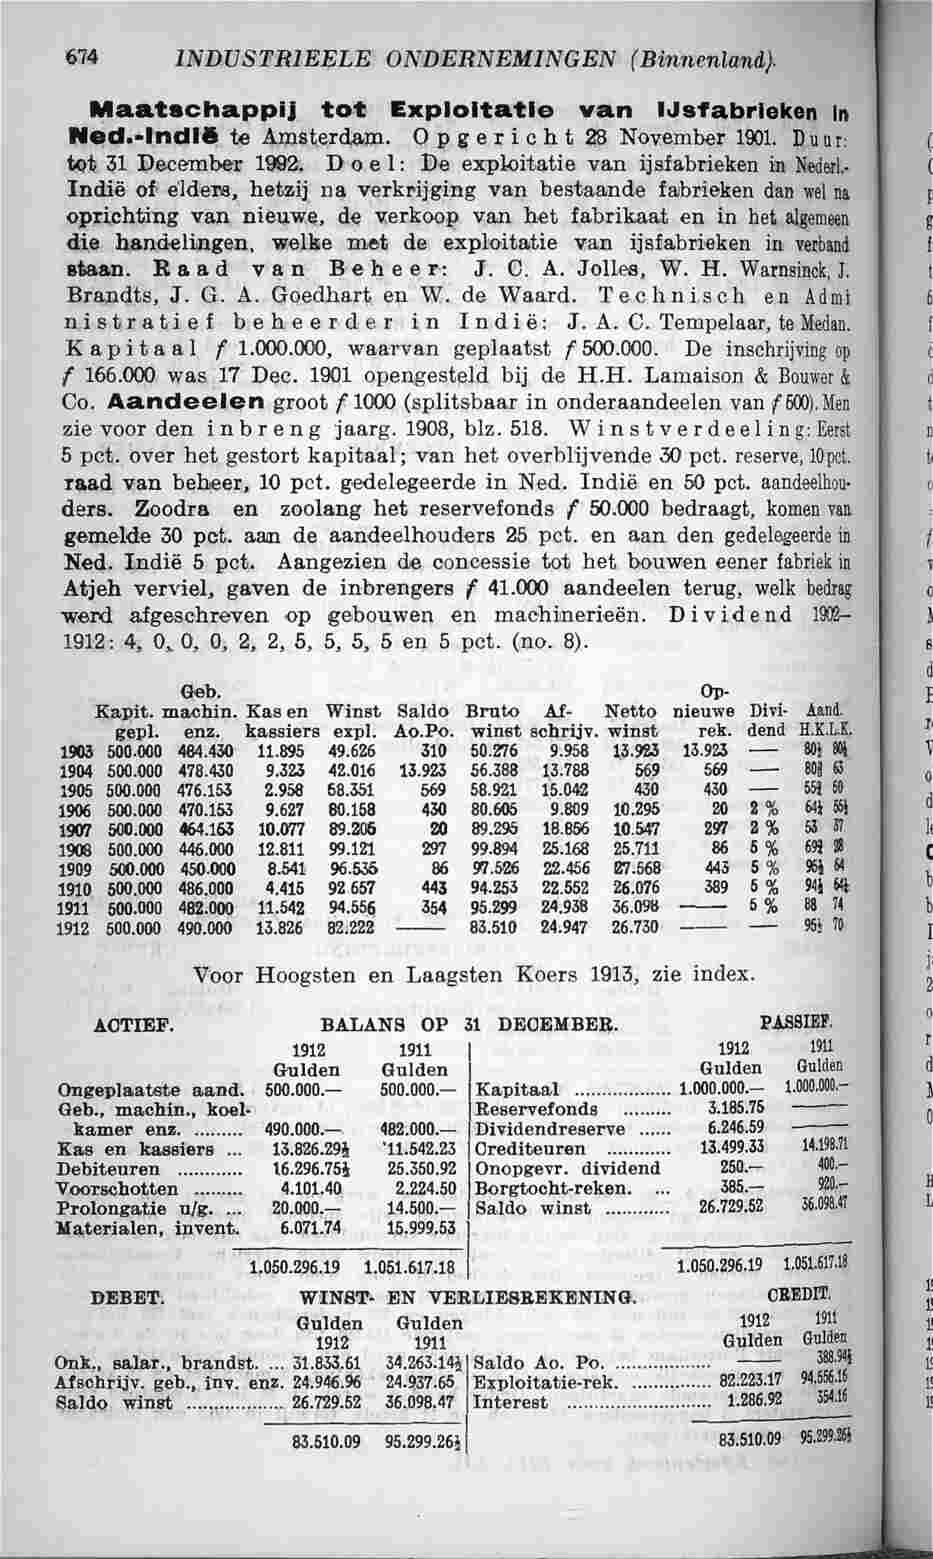 674 INDUSTRIEELE ONDERNEMINGEN (Binnenland).
Maatschappij tot Exploitatie van IJsfabrieken in
Ned.-Indië te Amsterdam. Opgericht 28 November 1901. Duur:
tot 31 December 1992. Doel: De exploitatie van ijsfabrieken in Nederl.-
Indië of elders, hetzij na verkrijging van bestaande fabrieken dan wel na
oprichting van nieuwe, de verkoop van het fabrikaat en in het algemeen
die handelingen, welke met de exploitatie van ijsfabrieken in verband
staan. Raad van Beheer: J. C. A. Jolles, W. H. Warnsinck, J.
Brandts, J. G. A. Goedhart en W. de Waard. Technisch en Admi
nistratief beheerder in Indië: J. A. C. Tempelaar, te Medan.
Kapitaal f 1.000.000, waarvan geplaatst f 500.000. De inschrijving op
f 166.000 was 17 Dec. 1901 opengesteld bij de H.H. Lamaison & Bouwer &
Co. Aandeelen groot f 1000 (splitsbaar in onderaandeelen van f 500). Men
zie voor den inbreng jaarg. 1908, blz. 518. Winstverdeeling: Eerst
5 pct. over het gestort kapitaal; van het overblijvende 30 pct. reserve, 10 pct.
raad van beheer, 10 pct. gedelegeerde in Ned. Indië en 50 pct. aandeelhou-
ders. Zoodra en zoolang het reservefonds f 50.000 bedraagt, komen van
gemelde 30 pct. aan de aandeelhouders 25 pct. en aan den gedelegeerde in
Ned. Indië 5 pct. Aangezien de concessie tot het bouwen eener fabriek in
Atjeh verviel, gaven de inbrengers f 41.000 aandeelen terug, welk bedrag
werd afgeschreven op gebouwen en machinerieën. Dividend 1902—
1912: 4, 0, 0, 0, 2, 2, 5, 5, 5, 5 en 5 pct. (no. 8).
Geb. Op-
Kapit. machin. Kas en Winst Saldo Bruto Af- Netto nieuwe Divi- Aand.
gepl. enz. kassiers expl. Ao.Po. winst schrijv. winst rek. dend H.K.L.K.
1903 500.000 484.430 11.895 49.626 310 50.276 9.958 13.923 13.923 — 80½
1904 500.000 478.430 9.323 42.016 13.923 56.388 13.788 569 569 — 63
1905 500.000 476.153 2.958 58.351 569 58.921 15.042 430 430 — 60
1906 500.000 470.153 9.627 80.158 430 80.605 9.809 10.295 20 2 %
1907 500.000 464.163 10.077 89.205 20 89.295 18.856 10.547 297 2 % 53 37
1908 500.000 446.000 12.811 99.121 297 99.894 25.168 25.711 86 5 %
1909 500.000 450.000 8.541 96.535 86 97.526 22.456 27.568 443 5 % 64
1910 500.000 486.000 4.415 92.657 443 94.253 22.552 26.076 389 5 %
1911 500.000 482.000 11.542 94.556 354 95.299 24.938 36.098 — 5 % 88 74
1912 500.000 490.000 13.826 82.222 — 83.510 24.947 26.730 — — 70
Voor Hoogsten en Laagsten Koers 1913, zie index.
ACTIEF. BALANS OP 31 DECEMBER. PASSIEF.
1912 1911 1912 1911
Gulden Gulden Gulden Gulden
Ongeplaatste aand. 500.000.— 500.000.— Kapitaal .................. 1.000.000.— 1.000.000.—
Geb., machin., koel- Reservefonds ......... 3.185.75 —
kamer enz. ......... 490.000.— 482.000.— Dividendreserve ...... 6.246.59 —
Kas en kassiers ... 13.826.29½ 11.542.23 Crediteuren ............ 13.499.33 14.198.71
Debiteuren ............ 16.296.75½ 25.350.92 Onopgevr. dividend 250.— 400.—
Voorschotten ......... 4.101.40 2.224.50 Borgtocht-reken. ... 385.— 920.—
Prolongatie u/g. ... 20.000.— 14.500.— Saldo winst ............ 26.729.52 36.098.47
Materialen, invent. 6.071.74 15.999.53
1.050.296.19 1.051.617.18 1.050.296.19 1.051.617.18
DEBET. WINST- EN VERLIESREKENING. CREDIT.
Gulden Gulden 1912 1911
1912 1911 Gulden Gulden
Onk., salar., brandst. ... 31.833.61 34.263.14½ Saldo Ao. Po. .................. — 388.94½
Afschrijv. geb., inv. enz. 24.946.96 24.937.65 Exploitatie-rek. ............... 82.223.17 94.556.16
Saldo winst .................. 26.729.52 36.098.47 Interest ........................... 1.286.92 354.16
83.510.09 95.299.26½ 83.510.09 95.299.26½